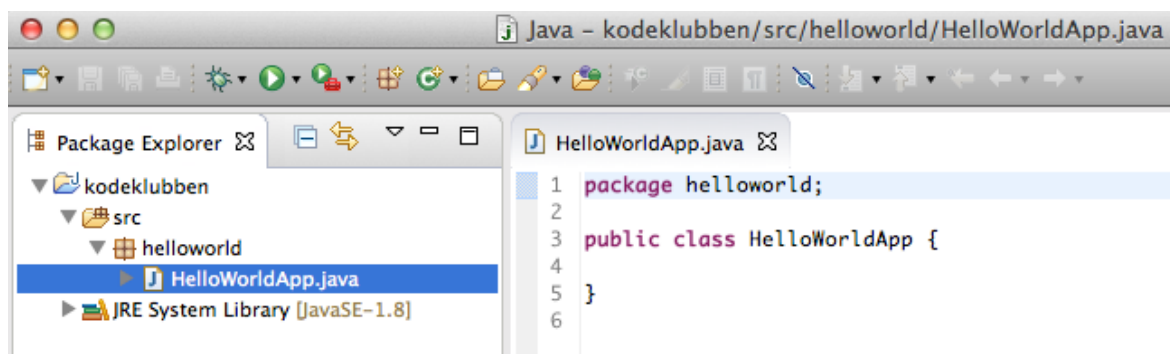 Java – kodeklubben/src/helloworld/HelloWorldApp.java
Package Explorer
kodeklubben
src
helloworld
HelloWorldApp.java
JRE System Library [JavaSE-1.8]
HelloWorldApp.java
1 package helloworld;
2
3 public class HelloWorldApp {
4
5 }
6